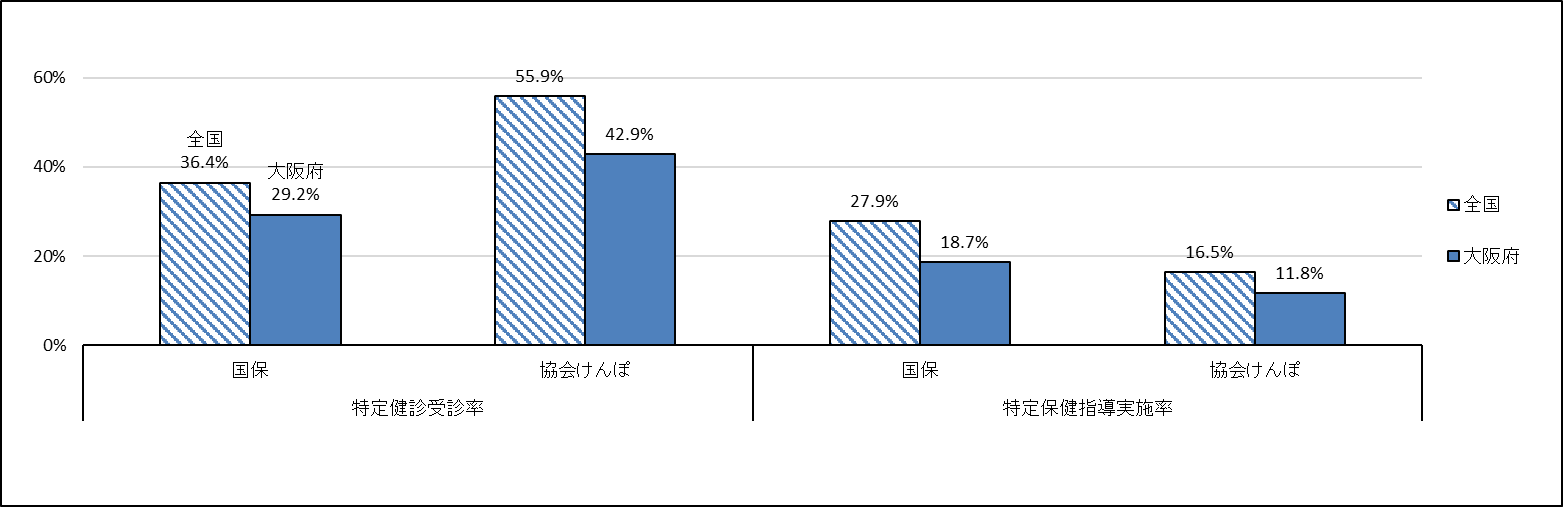 60%
40%
20%
0%
全国
36.4%
大阪府
29.2%
55.9%
42.9%
27.9%
18.7%
16.5%
11.8%
国保
協会けんぽ
国保
協会けんぽ
特定健診受診率
特定保健指導実施率
全国
大阪府